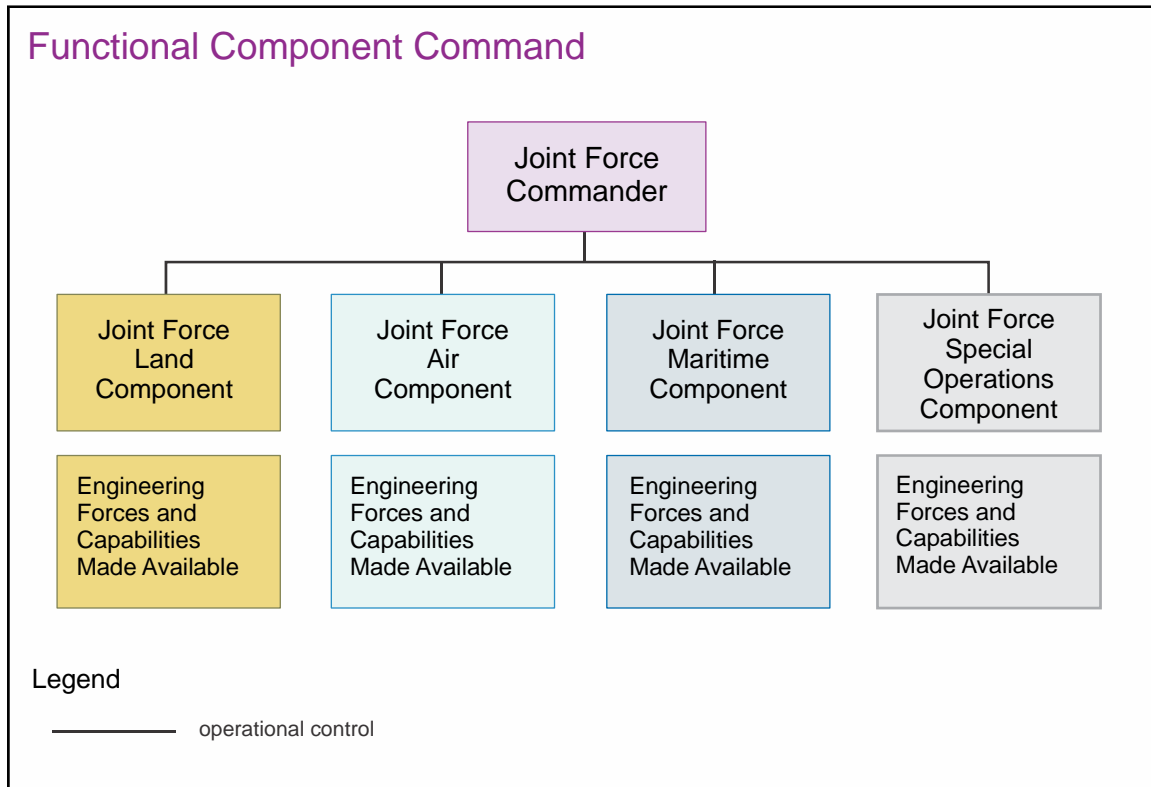 Functional Component Command
Joint Force
Commander
Joint Force
Land
Component
Joint Force
Air
Component
Joint Force
Maritime
Component
Joint Force
Special
Operations
Component
Engineering
Forces and
Capabilities
Made Available
Engineering
Forces and
Capabilities
Made Available
Engineering
Forces and
Capabilities
Made Available
Engineering
Forces and
Capabilities
Made Available
Legend
operational control